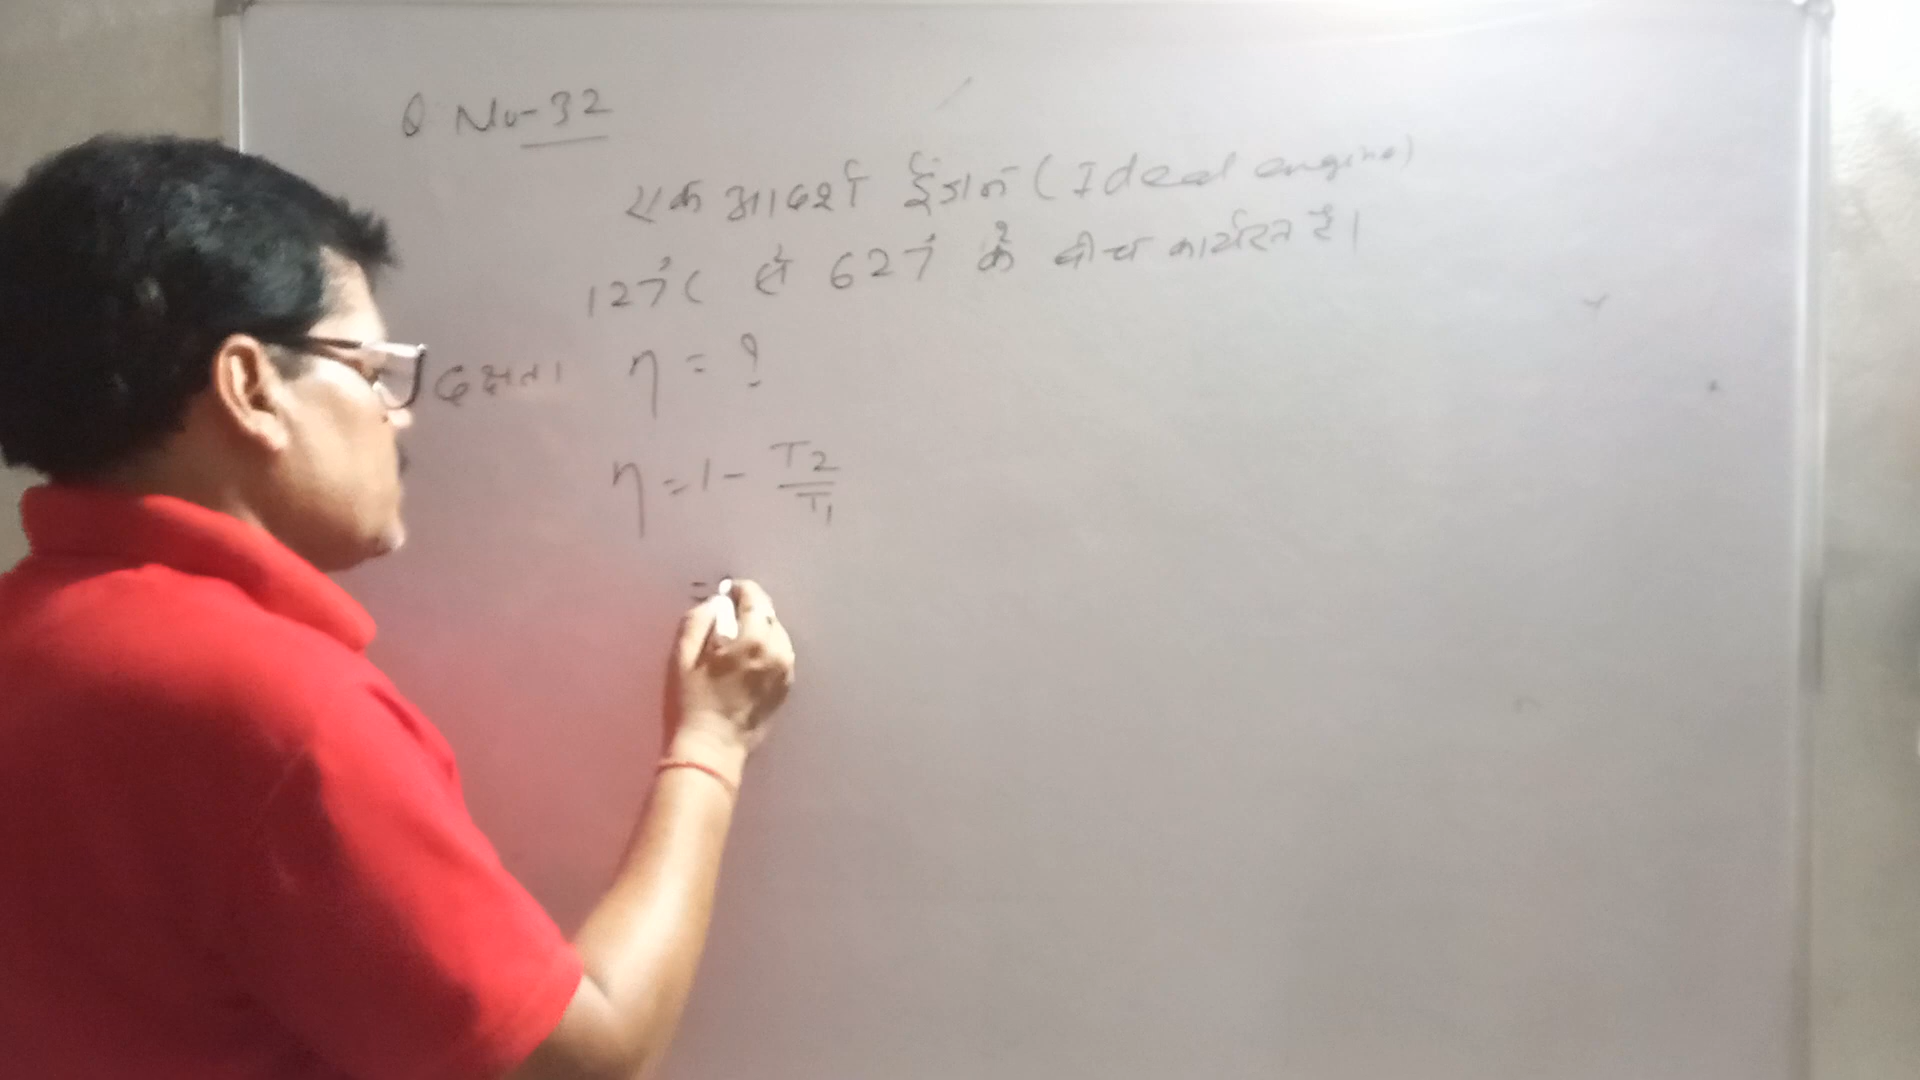 Q No-32
एक आदर्श ईंजन (Ideal engine)
127°C से 627° के बीच कार्यरत है।
दक्षता η = ?
η = 1 - T2/T1
=